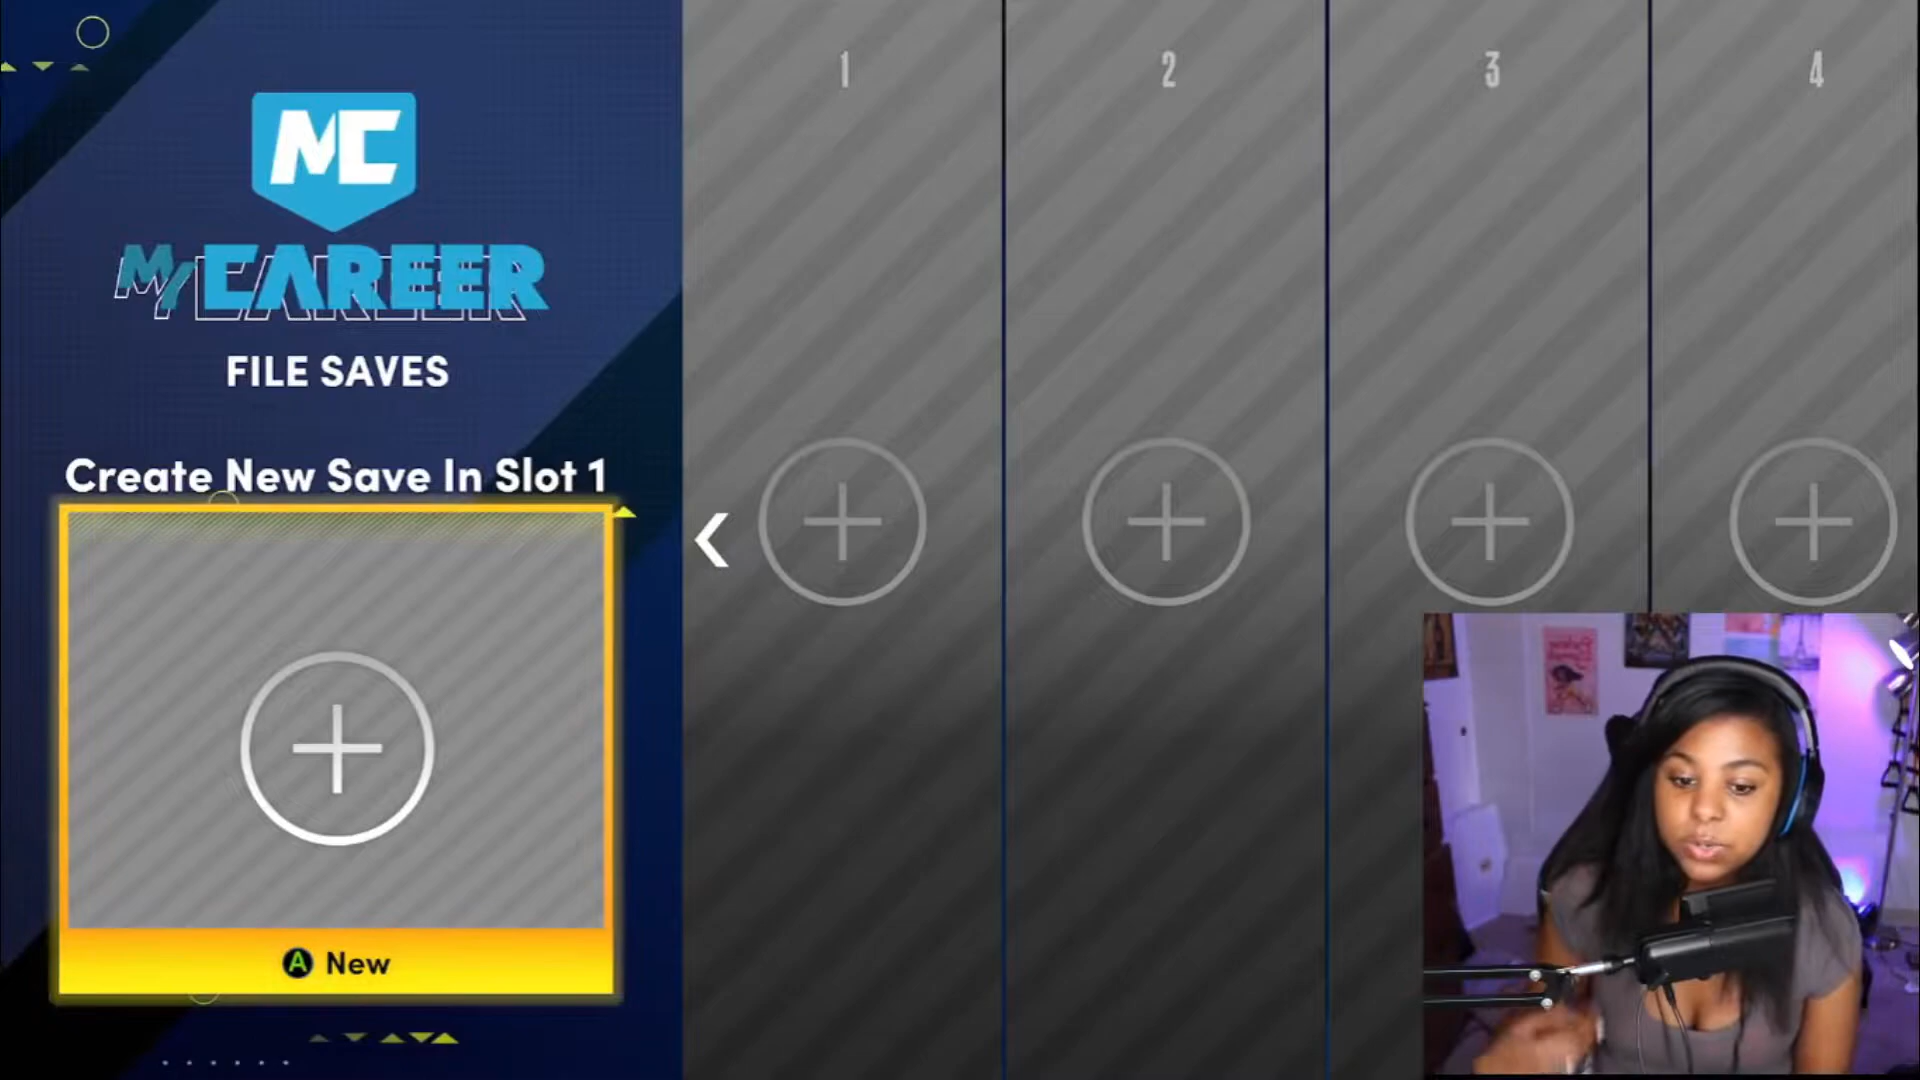 MC
MyCAREER
FILE SAVES
Create New Save In Slot 1
A New
1
2
3
4